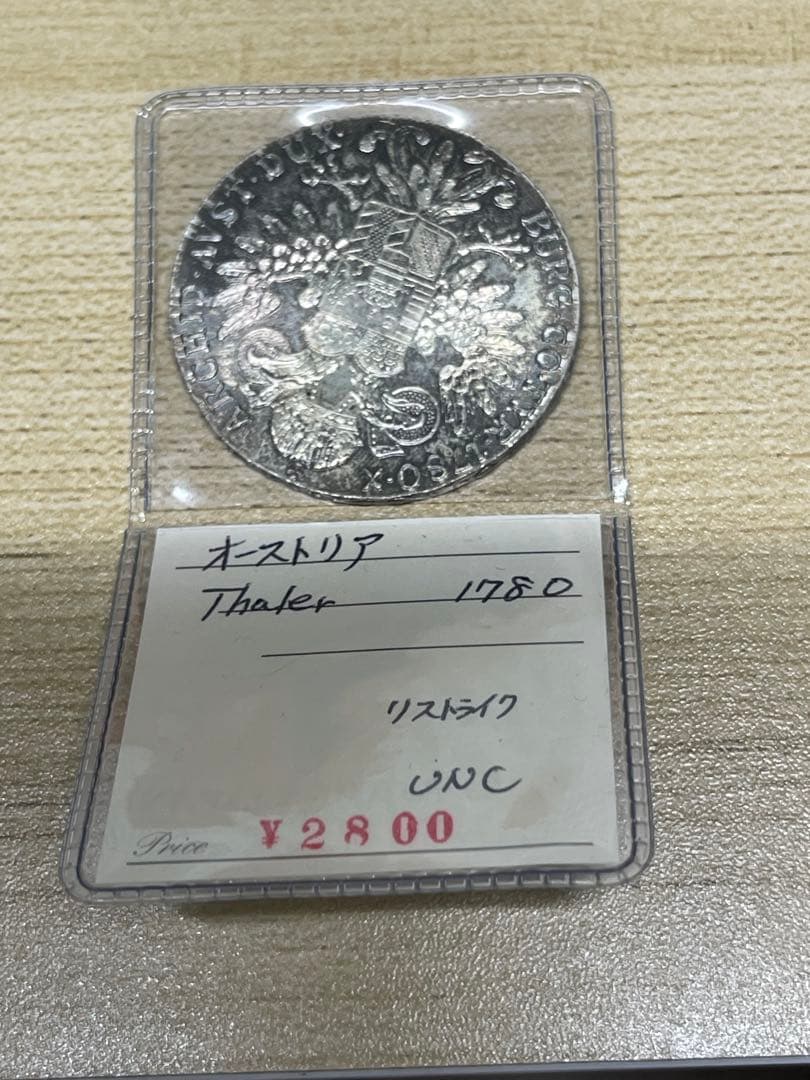 ARCHID·AVST·DUX· BURG·CO·TYR·1780·X
オーストリア
Thaler 1780
リストライク
UNC
Price ¥2800